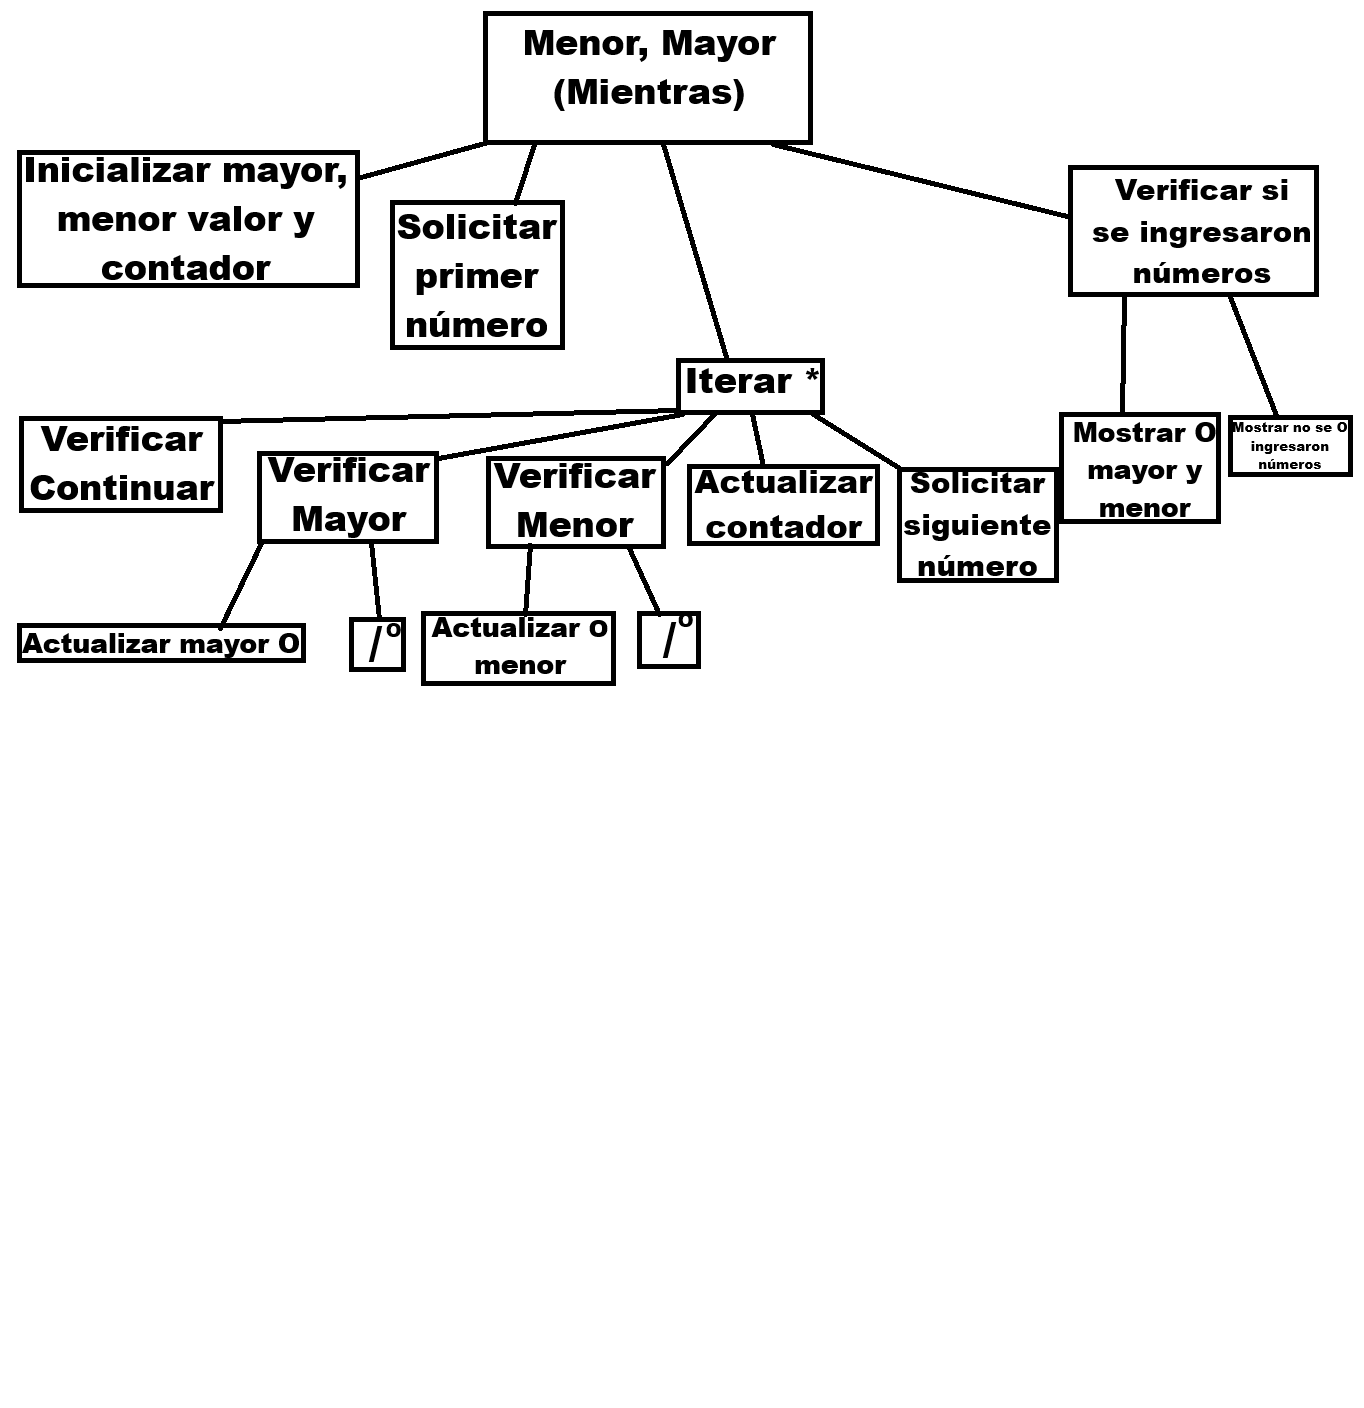 Menor, Mayor
(Mientras)
Inicializar mayor,
menor valor y
contador
Solicitar
primer
número
Verificar si
se ingresaron
números
Iterar *
Verificar
Continuar
Verificar
Mayor
Verificar
Menor
Actualizar
contador
Solicitar
siguiente
número
Mostrar O
mayor y
menor
Mostrar no se O
ingresaron
números
Actualizar mayor O
/o
Actualizar O
menor
/o